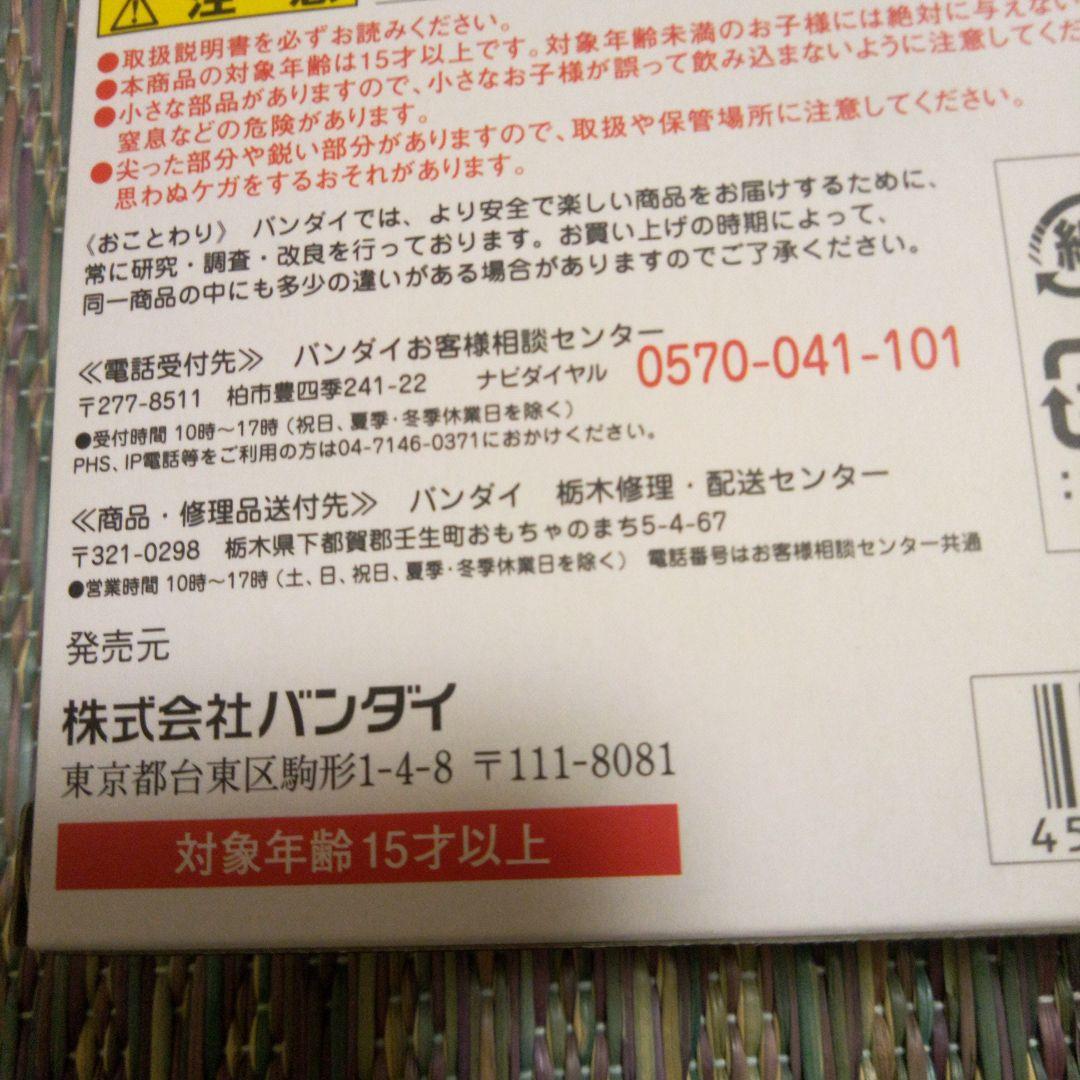 注意
●取扱説明書を必ずお読みください。
●本商品の対象年齢は15才以上です。対象年齢未満のお子様には絶対に与えない
●小さな部品がありますので、小さなお子様が誤って飲み込まないように注意してくだ
窒息などの危険があります。
●尖った部分や鋭い部分がありますので、取扱や保管場所に注意してください。
思わぬケガをするおそれがあります。
《おことわり》 バンダイでは、より安全で楽しい商品をお届けするために、
常に研究・調査・改良を行っております。お買い上げの時期によって、
同一商品の中にも多少の違いがある場合がありますのでご了承ください。
≪電話受付先≫ バンダイお客様相談センター
〒277-8511 柏市豊四季241-22 ナビダイヤル 0570-041-101
●受付時間 10時〜17時（祝日、夏季・冬季休業日を除く）
PHS、IP電話等をご利用の方は04-7146-0371におかけください。
≪商品・修理品送付先≫ バンダイ 栃木修理・配送センター
〒321-0298 栃木県下都賀郡壬生町おもちゃのまち5-4-67
●営業時間 10時〜17時（土、日、祝日、夏季・冬季休業日を除く） 電話番号はお客様相談センター共通
発売元
株式会社バンダイ
東京都台東区駒形1-4-8 〒111-8081
対象年齢15才以上